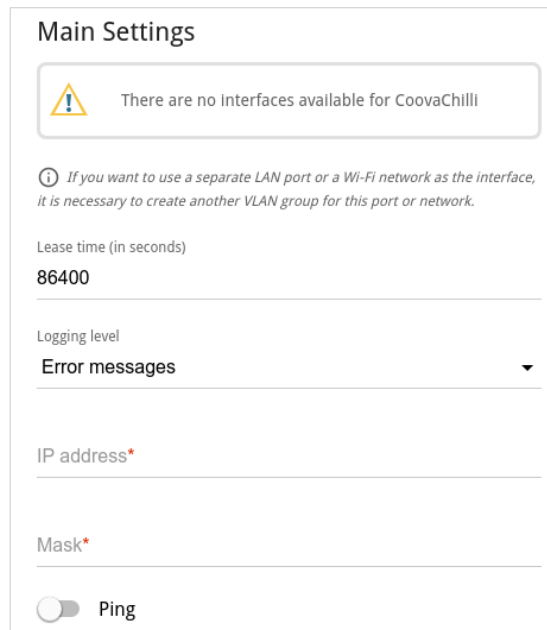 Main Settings
There are no interfaces available for CoovaChilli
If you want to use a separate LAN port or a Wi-Fi network as the interface,
it is necessary to create another VLAN group for this port or network.
Lease time (in seconds)
86400
Logging level
Error messages
IP address*
Mask*
Ping